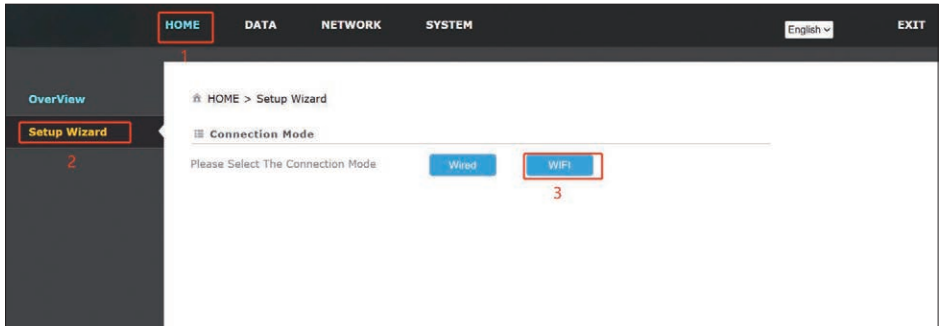 HOME DATA NETWORK SYSTEM English EXIT
1
OverView
HOME > Setup Wizard
Setup Wizard
Connection Mode
2
Please Select The Connection Mode Wired WIFI
3